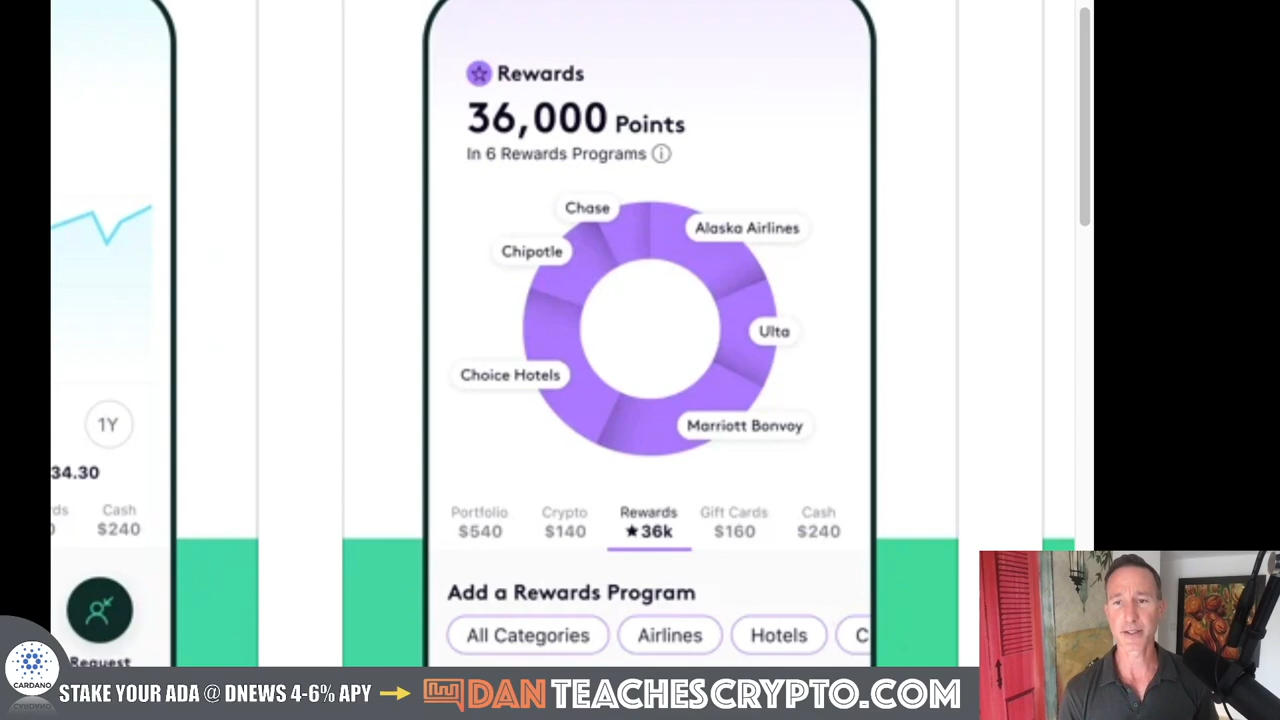 Rewards
36,000 Points
In 6 Rewards Programs
Chase
Alaska Airlines
Chipotle
Ulta
Choice Hotels
Marriott Bonvoy
1Y
34.30
ds
Cash
$240
Portfolio
$540
Crypto
$140
Rewards
★36k
Gift Cards
$160
Cash
$240
Add a Rewards Program
All Categories
Airlines
Hotels
C
Request
CARDANO
STAKE YOUR ADA @ DNEWS 4-6% APY
DANTEACHESCRYPTO.COM